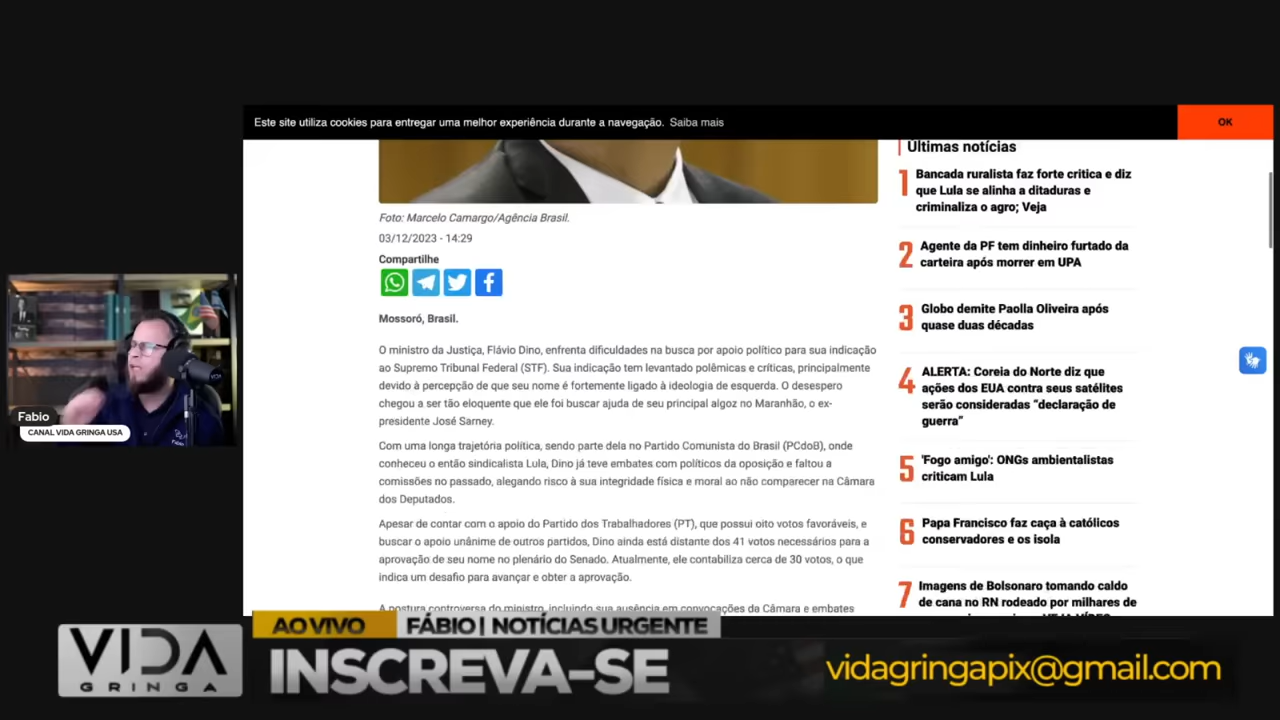 Este site utiliza cookies para entregar uma melhor experiência durante a navegação. Saiba mais
OK
Foto: Marcelo Camargo/Agência Brasil.
03/12/2023 - 14:29
Compartilhe
Mossoró, Brasil.
O ministro da Justiça, Flávio Dino, enfrenta dificuldades na busca por apoio político para sua indicação
ao Supremo Tribunal Federal (STF). Sua indicação tem levantado polêmicas e críticas, principalmente
devido à percepção de que seu nome é fortemente ligado à ideologia de esquerda. O desespero
chegou a ser tão eloquente que ele foi buscar ajuda de seu principal algoz no Maranhão, o ex-
presidente José Sarney.
Com uma longa trajetória política, sendo parte dela no Partido Comunista do Brasil (PCdoB), onde
conheceu o então sindicalista Lula, Dino já teve embates com políticos da oposição e faltou a
comissões no passado, alegando risco à sua integridade física e moral ao não comparecer na Câmara
dos Deputados.
Apesar de contar com o apoio do Partido dos Trabalhadores (PT), que possui oito votos favoráveis, e
buscar o apoio unânime de outros partidos, Dino ainda está distante dos 41 votos necessários para a
aprovação de seu nome no plenário do Senado. Atualmente, ele contabiliza cerca de 30 votos, o que
indica um desafio para avançar e obter a aprovação.
A postura controversa do ministro, incluindo sua ausência em convocações da Câmara e embates
Últimas notícias
1 Bancada ruralista faz forte critica e diz
que Lula se alinha a ditaduras e
criminaliza o agro; Veja
2 Agente da PF tem dinheiro furtado da
carteira após morrer em UPA
3 Globo demite Paolla Oliveira após
quase duas décadas
4 ALERTA: Coreia do Norte diz que
ações dos EUA contra seus satélites
serão consideradas “declaração de
guerra”
5 'Fogo amigo': ONGs ambientalistas
criticam Lula
6 Papa Francisco faz caça à católicos
conservadores e os isola
7 Imagens de Bolsonaro tomando caldo
de cana no RN rodeado por milhares de
VIDA
Fabio
CANAL VIDA GRINGA USA
VIDA
GRINGA
AO VIVO
FÁBIO | NOTÍCIAS URGENTE
INSCREVA-SE
vidagringapix@gmail.com